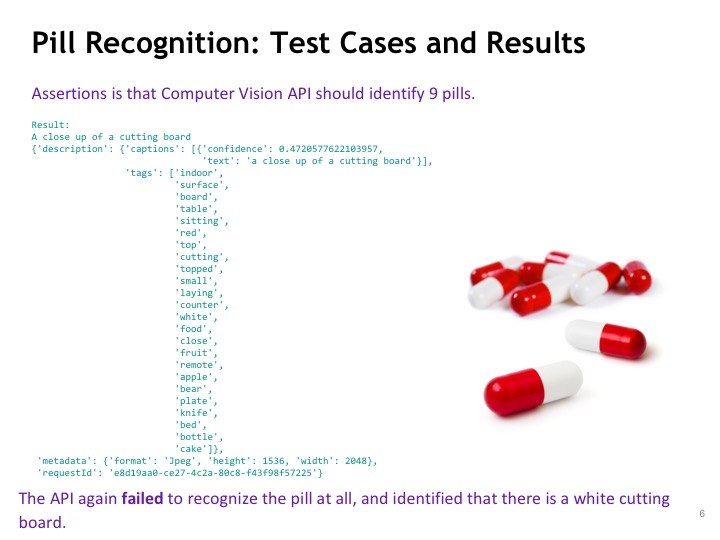 Pill Recognition: Test Cases and Results
Assertions is that Computer Vision API should identify 9 pills.
Result:
A close up of a cutting board
{'description': {'captions': [{'confidence': 0.4720577622103957,
'text': 'a close up of a cutting board'}],
'tags': ['indoor',
'surface',
'board',
'table',
'sitting',
'red',
'top',
'cutting',
'topped',
'small',
'laying',
'counter',
'white',
'food',
'close',
'fruit',
'remote',
'apple',
'bear',
'plate',
'knife',
'bed',
'bottle',
'cake']},
'metadata': {'format': 'Jpeg', 'height': 1536, 'width': 2048},
'requestId': 'e8d19aa0-ce27-4c2a-80c8-f43f98f57225'}
The API again failed to recognize the pill at all, and identified that there is a white cutting
board.
6